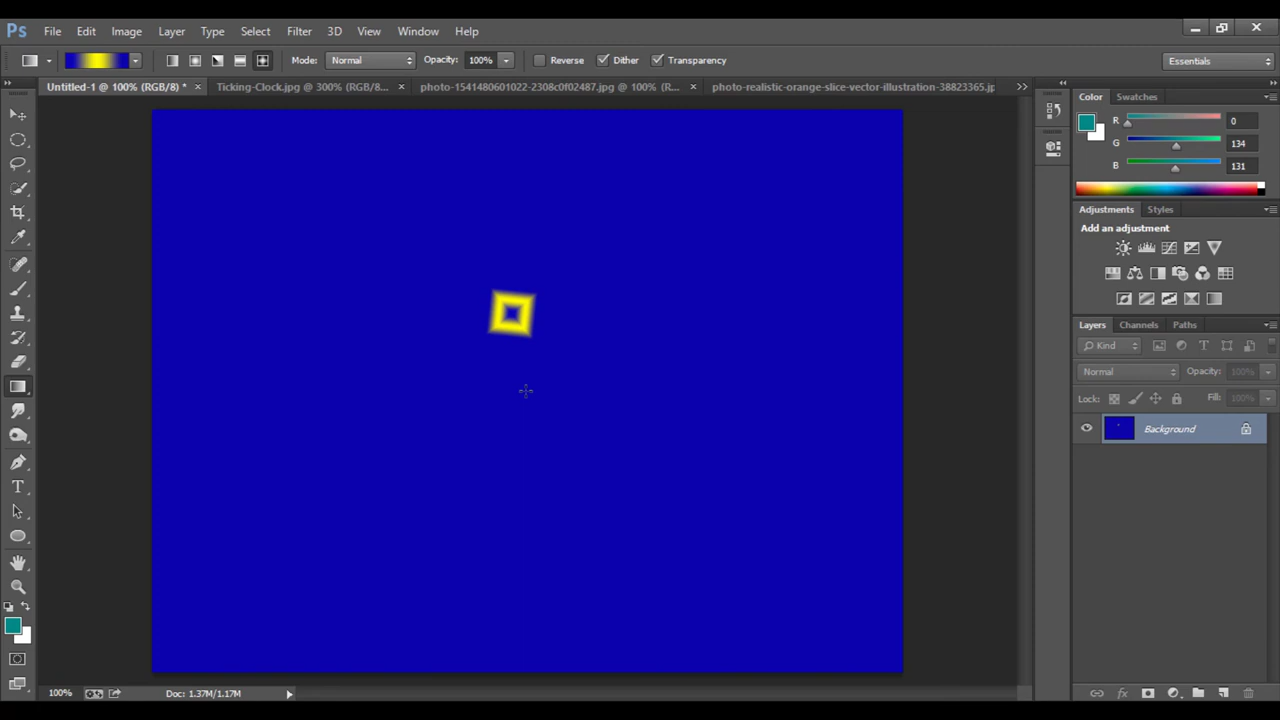 Ps File Edit Image Layer Type Select Filter 3D View Window Help
Mode: Normal Opacity: 100% Reverse Dither Transparency Essentials
Untitled-1 @ 100% (RGB/8) * Ticking-Clock.jpg @ 300% (RGB/8... photo-1541480601022-2308c0f02487.jpg @ 100% (R... photo-realistic-orange-slice-vector-illustration-38823365.jp
Color Swatches
R 0
G 134
B 131
Adjustments Styles
Add an adjustment
Layers Channels Paths
Kind
Normal Opacity: 100%
Lock: Fill: 100%
Background
100% Doc: 1.37M/1.17M